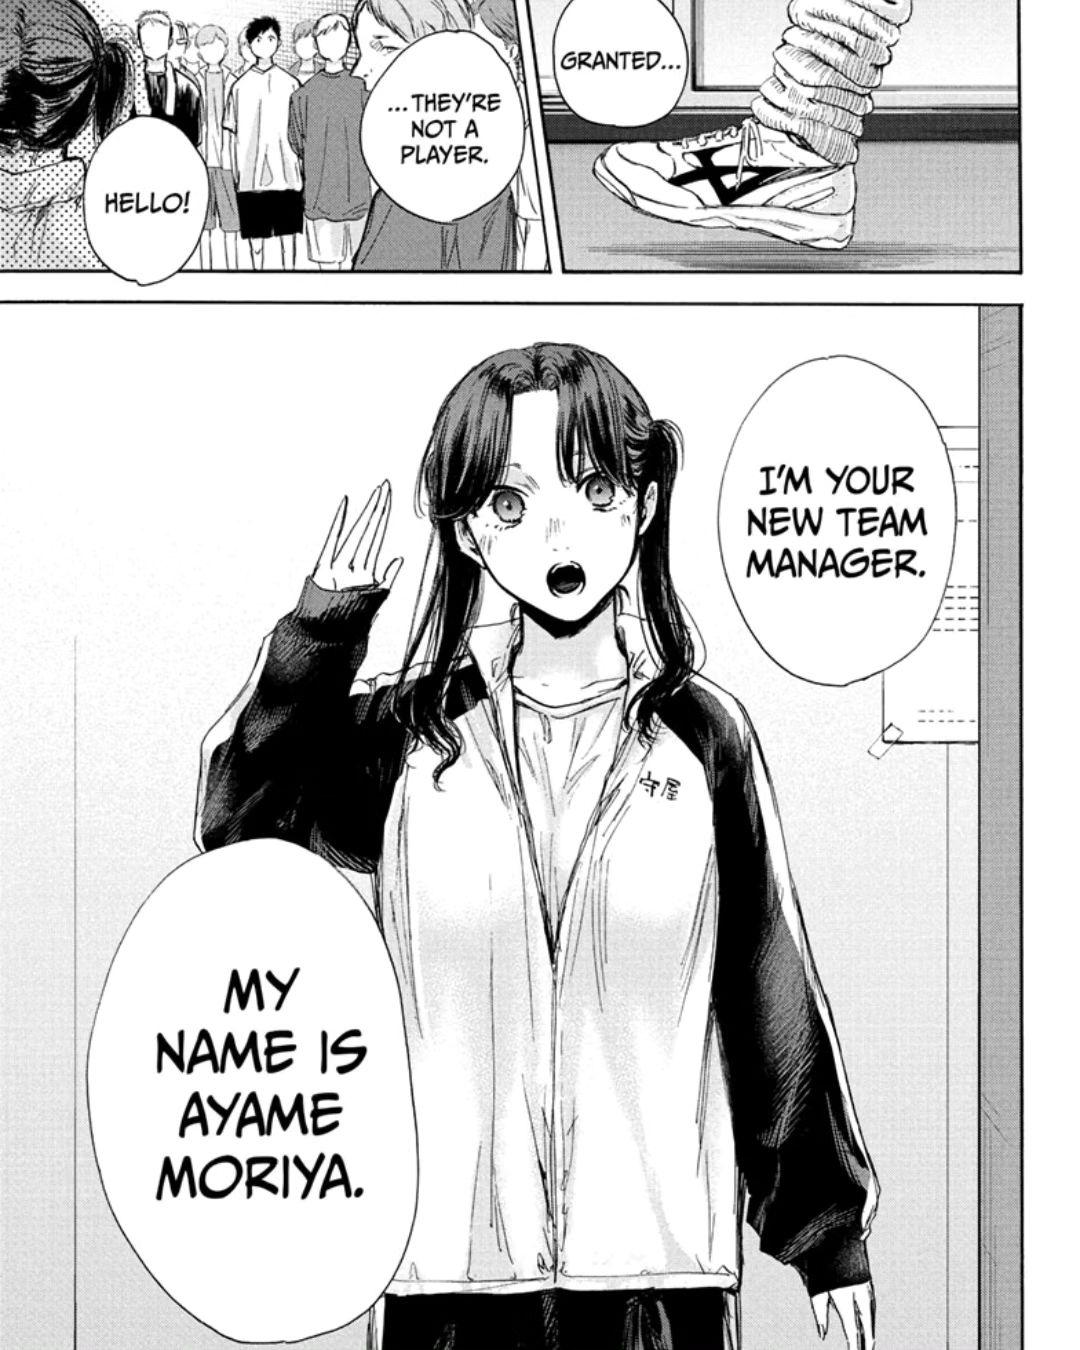 GRANTED...
...THEY'RE
NOT A
PLAYER.
HELLO!
I'M YOUR
NEW TEAM
MANAGER.
守屋
MY
NAME IS
AYAME
MORIYA.